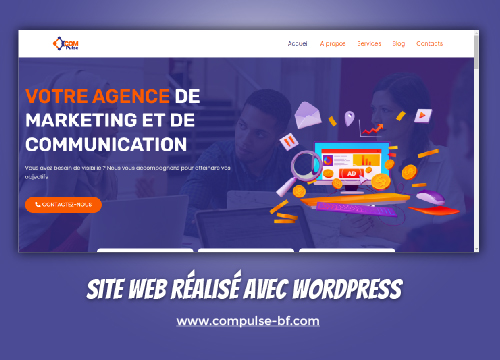 COM
Pulse
Accueil
A propos
Services
Blog
Contacts
VOTRE AGENCE DE
MARKETING ET DE
COMMUNICATION
Vous avez besoin de visibilité ? Nous vous accompagnons pour atteindre vos
objectifs
CONTACTEZ-NOUS
AD
SITE WEB RÉALISÉ AVEC WORDPRESS
www.compulse-bf.com